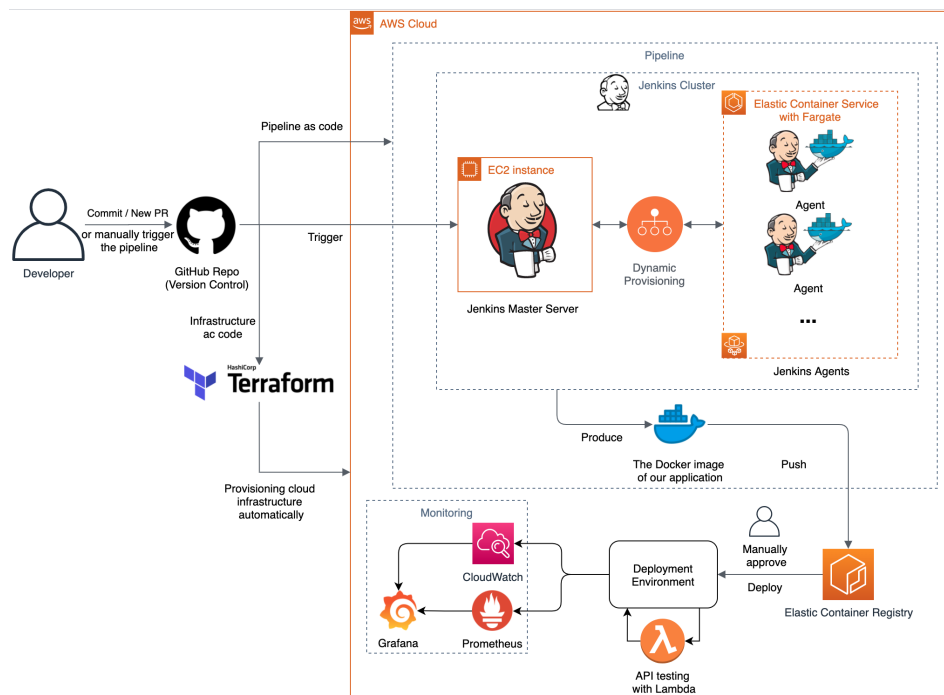 aws
AWS Cloud
Pipeline
Jenkins Cluster
Elastic Container Service
with Fargate
Pipeline as code
EC2 instance
Agent
Commit / New PR
or manually trigger
the pipeline
Trigger
Developer
GitHub Repo
(Version Control)
Dynamic
Provisioning
Agent
Jenkins Master Server
...
Infrastructure
ac code
HashiCorp
Terraform
Jenkins Agents
Produce
The Docker image
of our application
Push
Provisioning cloud
infrastructure
automatically
Monitoring
CloudWatch
Grafana
Prometheus
Deployment
Environment
Manually
approve
Deploy
Elastic Container Registry
λ
API testing
with Lambda